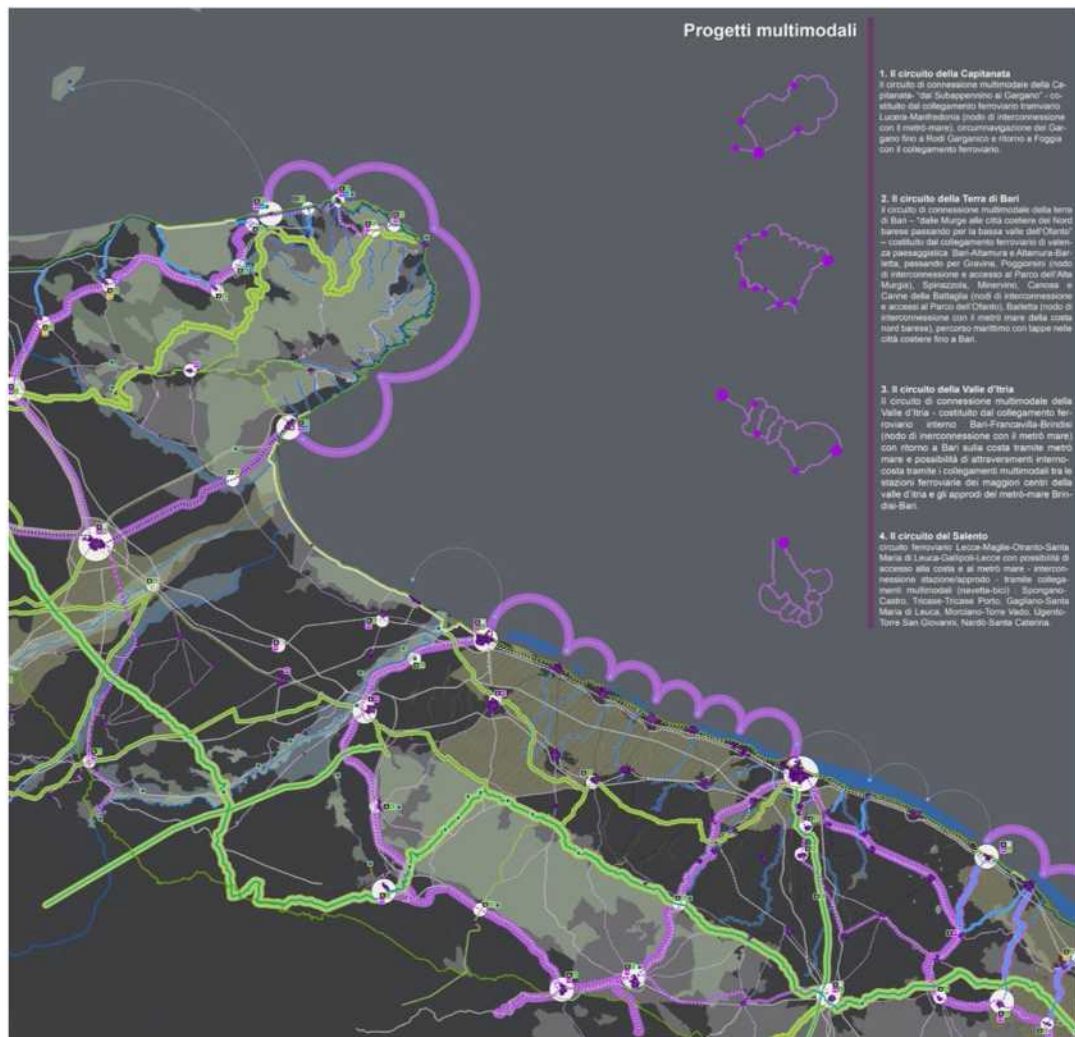 Progetti multimodali
1. Il circuito della Capitanata
Il circuito di connessione multimodale della Ca-
pitanata- "dal Subappennino al Gargano" - co-
stituito dal collegamento ferroviario tramviario
Lucera-Manfredonia (nodo di interconnessione
con il metrò-mare), circumnavigazione del Gar-
gano fino a Rodi Garganico e ritorno a Foggia
con il collegamento ferroviario.
2. Il circuito della Terra di Bari
Il circuito di connessione multimodale della terra
di Bari – "dalle Murge alle città costiere del Nord
barese passando per la bassa valle dell'Ofanto"
– costituito dal collegamento ferroviario di valen-
za paesaggistica Bari-Altamura e Altamura-Bar-
letta, passando per Gravina, Poggiorsini (nodo
di interconnessione e accesso al Parco dell'Alta
Murgia), Spinazzola, Minervino, Canosa e
Canne della Battaglia (nodi di interconnessione
e accessi al Parco dell'Ofanto), Barletta (nodo di
interconnessione con il metrò mare della costa
nord barese), percorso marittimo con tappe nelle
città costiere fino a Bari.
3. Il circuito della Valle d'Itria
Il circuito di connessione multimodale della
Valle d'Itria - costituito dal collegamento fer-
roviario interno Bari-Francavilla-Brindisi
(nodo di inerconnessione con il metrò mare)
con ritorno a Bari sulla costa tramite metrò
mare e possibilità di attraversmenti interno-
costa tramite i collegamenti multimodali tra le
stazioni ferroviarie dei maggiori centri della
valle d'itria e gli approdi del metrò-mare Brin-
disi-Bari.
4. Il circuito del Salento
circuito ferroviario Lecce-Maglie-Otranto-Santa
Maria di Leuca-Gallipoli-Lecce con possibilità di
accesso alla costa e al metrò mare - intercon-
nessione stazione/approdo - tramite collega-
menti multimodali (navetta-bici) : Spongano-
Castro, Tricase-Tricase Porto, Gagliano-Santa
Maria di Leuca, Morciano-Torre Vado, Ugento-
Torre San Giovanni, Nardò-Santa Caterina.